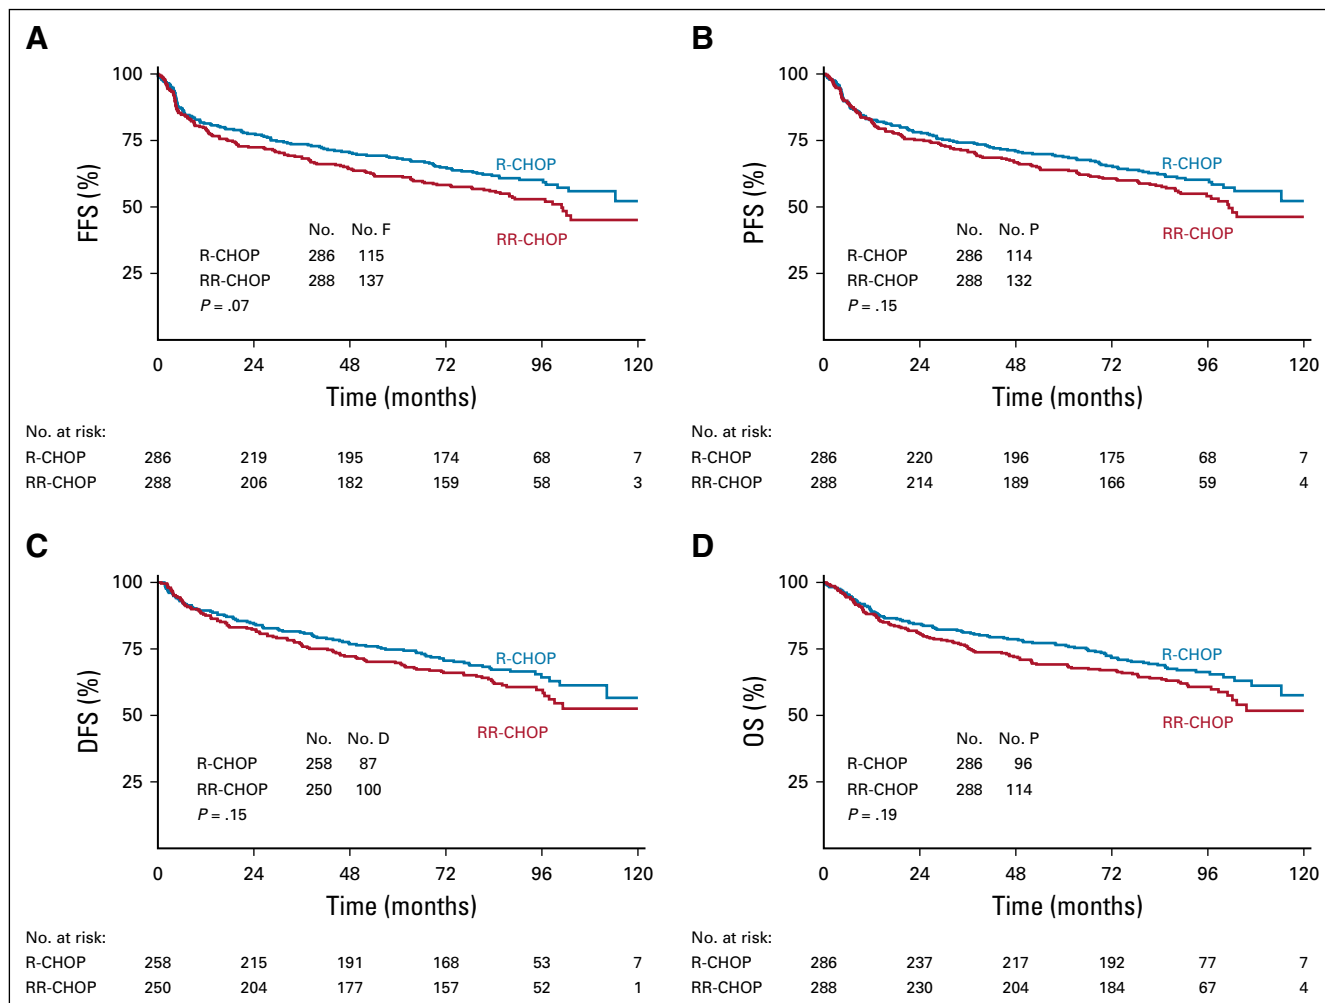 A
FFS (%)
100
75
50
25
R-CHOP
RR-CHOP
No. No. F
R-CHOP 286 115
RR-CHOP 288 137
P = .07
0 24 48 72 96 120
Time (months)
No. at risk:
R-CHOP 286 219 195 174 68 7
RR-CHOP 288 206 182 159 58 3
B
PFS (%)
100
75
50
25
R-CHOP
RR-CHOP
No. No. P
R-CHOP 286 114
RR-CHOP 288 132
P = .15
0 24 48 72 96 120
Time (months)
No. at risk:
R-CHOP 286 220 196 175 68 7
RR-CHOP 288 214 189 166 59 4
C
DFS (%)
100
75
50
25
R-CHOP
RR-CHOP
No. No. D
R-CHOP 258 87
RR-CHOP 250 100
P = .15
0 24 48 72 96 120
Time (months)
No. at risk:
R-CHOP 258 215 191 168 53 7
RR-CHOP 250 204 177 157 52 1
D
OS (%)
100
75
50
25
R-CHOP
RR-CHOP
No. No. P
R-CHOP 286 96
RR-CHOP 288 114
P = .19
0 24 48 72 96 120
Time (months)
No. at risk:
R-CHOP 286 237 217 192 77 7
RR-CHOP 288 230 204 184 67 4